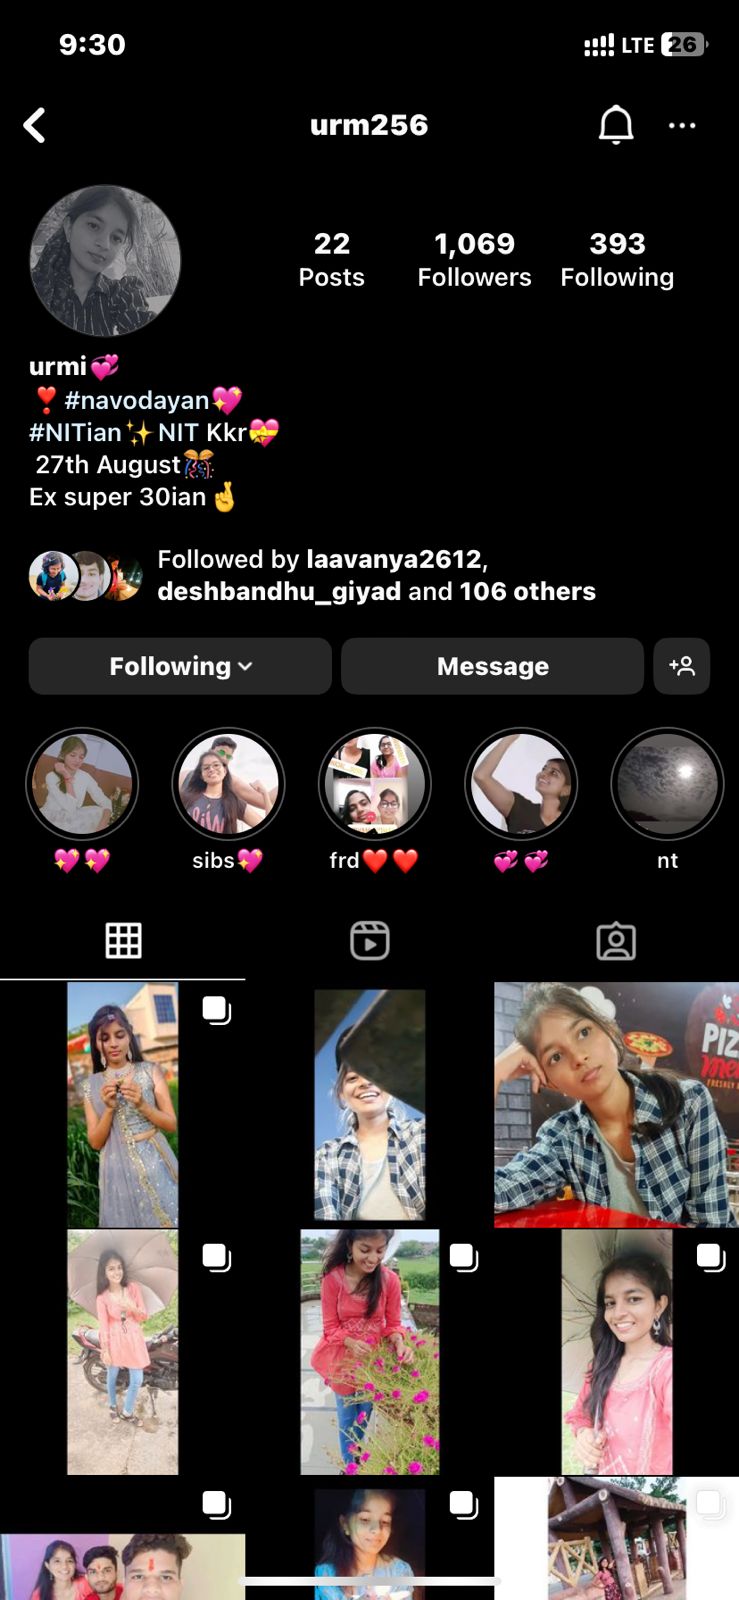 9:30
LTE 26
urm256
22
Posts
1,069
Followers
393
Following
urmi💞
❣️ #navodayan💖
#NITian✨NIT Kkr💝
27th August🎊
Ex super 30ian🤞
Followed by laavanya2612,
deshbandhu_giyad and 106 others
Following
Message
💖💖
sibs💖
frd❤️❤️
💞💞
nt
PIZ